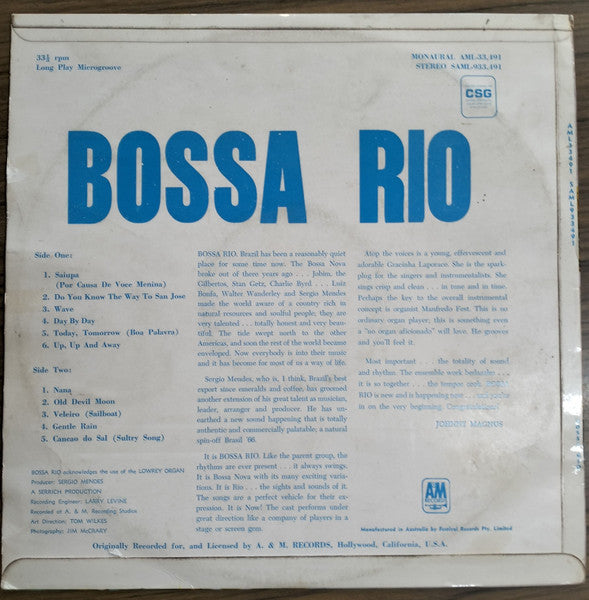 33⅓ rpm
Long Play Microgroove
MONAURAL AML-33,491
STEREO SAML-933,491
CSG
AML33491 SAML933491
BOSSA RIO
Side One:
1. Saiupa
(Por Causa De Voce Menina)
2. Do You Know The Way To San Jose
3. Wave
4. Day By Day
5. Today, Tomorrow (Boa Palavra)
6. Up, Up And Away
Side Two:
1. Nana
2. Old Devil Moon
3. Veleiro (Sailboat)
4. Gentle Rain
5. Cancao do Sal (Sultry Song)
BOSSA RIO acknowledges the use of the LOWREY ORGAN
Producer: SERGIO MENDES
A SERRICH PRODUCTION
Recording Engineer: LARRY LEVINE
Recorded at A. & M. Recording Studios
Art Direction: TOM WILKES
Photography: JIM McCRARY
BOSSA RIO. Brazil has been a reasonably quiet
place for some time now. The Bossa Nova
broke out of there years ago . . . Jobim, the
Gilbertos, Stan Getz, Charlie Byrd . . . Luiz
Bonfa, Walter Wanderley and Sergio Mendes
made the world aware of a country rich in
natural resources and soulful people; they are
very talented . . . totally honest and very beau-
tiful. The tide swept north to the other
Americas, and soon the rest of the world became
enveloped. Now everybody is into their music
and it has become for most of us a way of life.
Sergio Mendes, who is, I think, Brazil's best
export since emeralds and coffee, has groomed
another extension of his great talent as musician,
leader, arranger and producer. He has un-
earthed a new sound happening that is totally
authentic and commercially palatable; a natural
spin-off Brasil '66.
It is BOSSA RIO. Like the parent group, the
rhythms are ever present . . . it always swings.
It is Bossa Nova with its many exciting varia-
tions. It is Rio . . . the sights and sounds of it.
The songs are a perfect vehicle for their ex-
pression. It is Now! The cast performs under
great direction like a company of players in a
stage or screen gom.
Atop the voices is a young, effervescent and
adorable Gracinha Laporace. She is the spark-
plug for the singers and instrumentalists. She
sings crisp and clean . . . in tune and in time.
Perhaps the key to the overall instrumental
concept is organist Manfredo Fest. This is no
ordinary organ player; this is something even
a "no organ aficionado" will love. He grooves
and you'll feel it.
Most important . . . the totality of sound
and rhythm. The ensemble work bedazzles . . .
it is so together . . . the tempos cook. BOSSA
RIO is new and is happening now . . . and you're
in on the very beginning. Congratulations!
JOHNNY MAGNUS
A&M
RECORDS
Manufactured in Australia by Festival Records Pty. Limited
Originally Recorded for, and Licensed by A. & M. RECORDS, Hollywood, California, U.S.A.